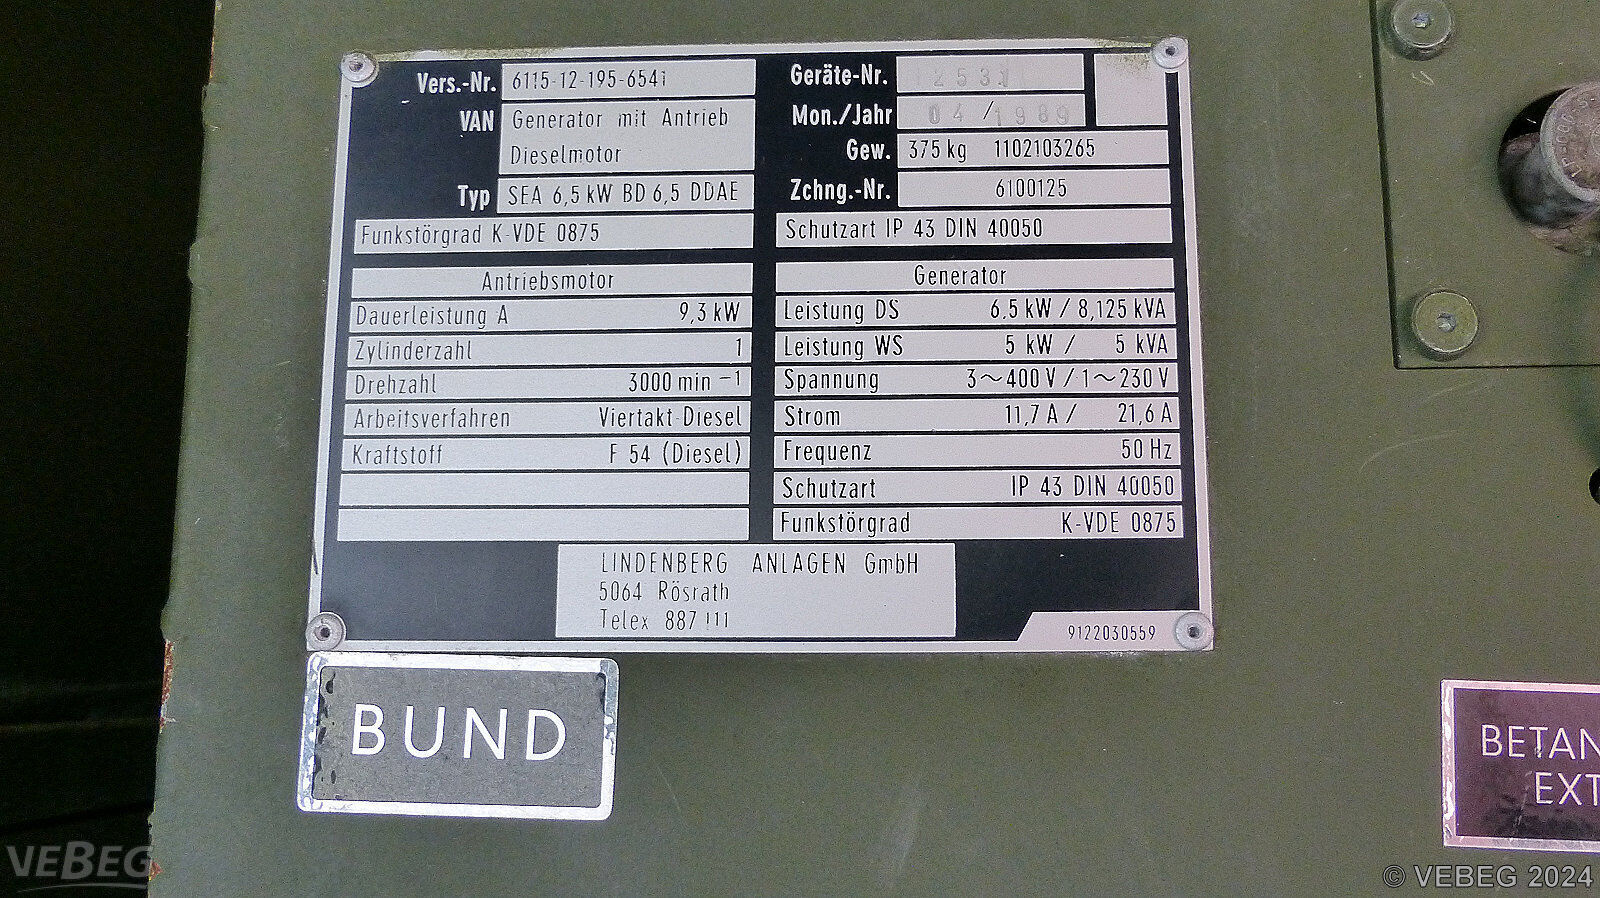 Vers.-Nr. 6115-12-195-6541
VAN Generator mit Antrieb
Dieselmotor
Typ SEA 6,5 kW BD 6,5 DDAE
Funkstörgrad K-VDE 0875
Geräte-Nr.
Mon./Jahr 04/1989
Gew. 375 kg 1102103265
Zchng.-Nr. 6100125
Schutzart IP 43 DIN 40050
Antriebsmotor
Dauerleistung A 9,3 kW
Zylinderzahl 1
Drehzahl 3000 min⁻¹
Arbeitsverfahren Viertakt-Diesel
Kraftstoff F 54 (Diesel)
Generator
Leistung DS 6,5 kW / 8,125 kVA
Leistung WS 5 kW / 5 kVA
Spannung 3~400 V / 1~230 V
Strom 11,7 A / 21,6 A
Frequenz 50 Hz
Schutzart IP 43 DIN 40050
Funkstörgrad K-VDE 0875
LINDENBERG ANLAGEN GmbH
5064 Rösrath
Telex 887 111
9122030559
BUND
BETAN
EXT
VEBEG
© VEBEG 2024